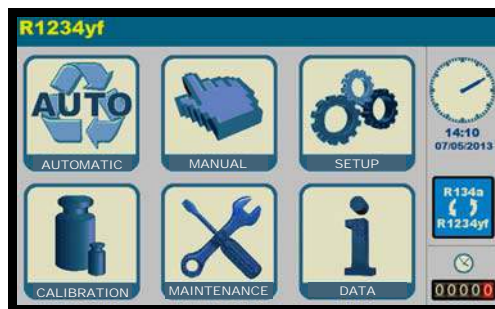 R1234yf
AUTO
AUTOMATIC
MANUAL
SETUP
CALIBRATION
MAINTENANCE
DATA
14:10
07/05/2013
R134a
R1234yf
00000